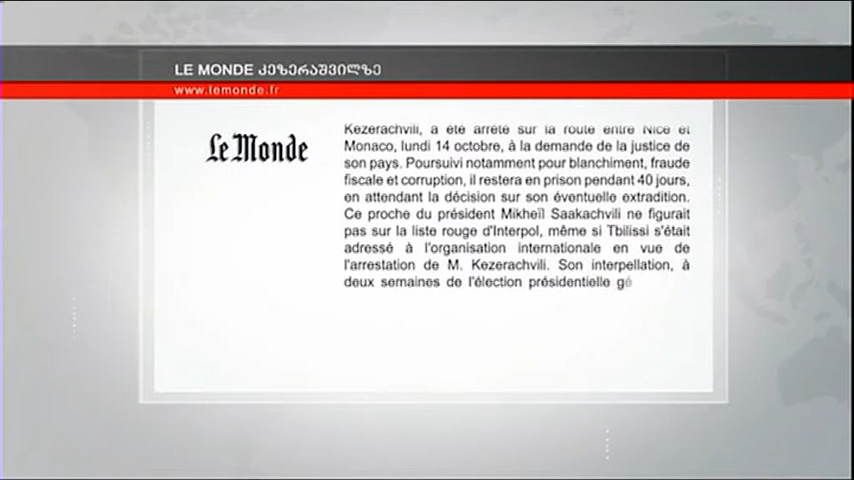 LE MONDE ᲙᲔᲖᲔᲠᲐᲨᲕᲘᲚᲖᲔ
www.lemonde.fr
Le Monde
Kezerachvili, a été arrêté sur la route entre Nice et
Monaco, lundi 14 octobre, à la demande de la justice de
son pays. Poursuivi notamment pour blanchiment, fraude
fiscale et corruption, il restera en prison pendant 40 jours,
en attendant la décision sur son éventuelle extradition.
Ce proche du président Mikheïl Saakachvili ne figurait
pas sur la liste rouge d'Interpol, même si Tbilissi s'était
adressé à l'organisation internationale en vue de
l'arrestation de M. Kezerachvili. Son interpellation, à
deux semaines de l'élection présidentielle gé